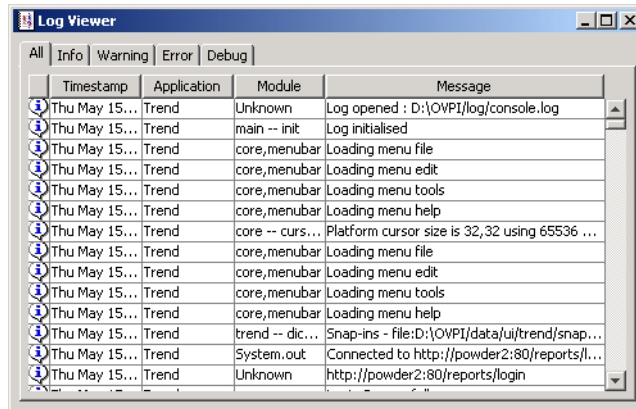 Log Viewer
All Info Warning Error Debug
Timestamp Application Module Message
Thu May 15... Trend Unknown Log opened : D:\OVPI/log/console.log
Thu May 15... Trend main -- init Log initialised
Thu May 15... Trend core,menubar Loading menu file
Thu May 15... Trend core,menubar Loading menu edit
Thu May 15... Trend core,menubar Loading menu tools
Thu May 15... Trend core,menubar Loading menu help
Thu May 15... Trend core -- curs... Platform cursor size is 32,32 using 65536 ...
Thu May 15... Trend core,menubar Loading menu file
Thu May 15... Trend core,menubar Loading menu edit
Thu May 15... Trend core,menubar Loading menu tools
Thu May 15... Trend core,menubar Loading menu help
Thu May 15... Trend trend -- dic... Snap-ins - file:D:\OVPI/data/ui/trend/snap...
Thu May 15... Trend System.out Connected to http://powder2:80/reports/l...
Thu May 15... Trend Unknown http://powder2:80/reports/login